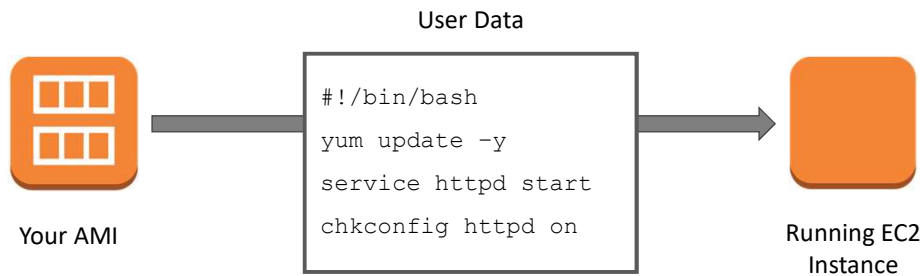 User Data
#!/bin/bash
yum update –y
service httpd start
chkconfig httpd on
Your AMI
Running EC2
Instance